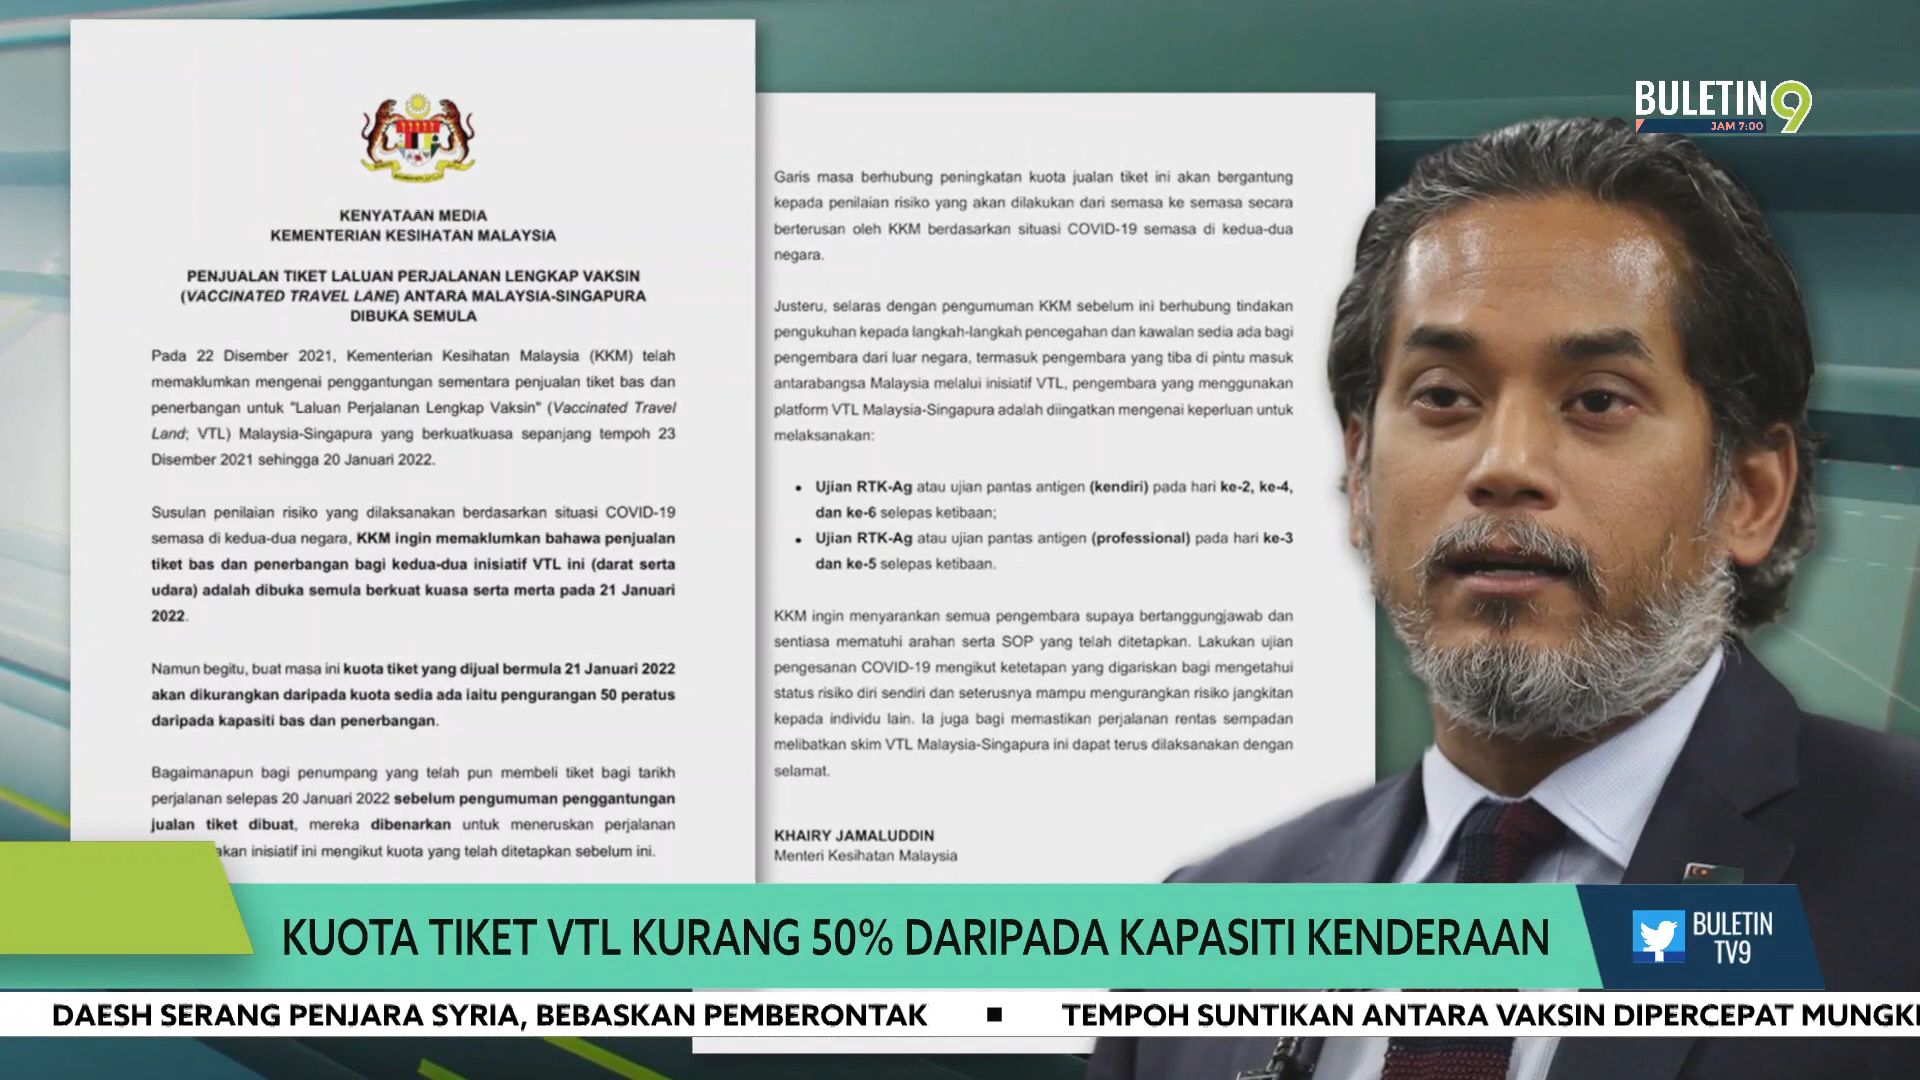 KENYATAAN MEDIA
KEMENTERIAN KESIHATAN MALAYSIA
PENJUALAN TIKET LALUAN PERJALANAN LENGKAP VAKSIN
(VACCINATED TRAVEL LANE) ANTARA MALAYSIA-SINGAPURA
DIBUKA SEMULA
Pada 22 Disember 2021, Kementerian Kesihatan Malaysia (KKM) telah
memaklumkan mengenai penggantungan sementara penjualan tiket bas dan
penerbangan untuk "Laluan Perjalanan Lengkap Vaksin" (Vaccinated Travel
Land; VTL) Malaysia-Singapura yang berkuatkuasa sepanjang tempoh 23
Disember 2021 sehingga 20 Januari 2022.
Susulan penilaian risiko yang dilaksanakan berdasarkan situasi COVID-19
semasa di kedua-dua negara, KKM ingin memaklumkan bahawa penjualan
tiket bas dan penerbangan bagi kedua-dua inisiatif VTL ini (darat serta
udara) adalah dibuka semula berkuat kuasa serta merta pada 21 Januari
2022.
Namun begitu, buat masa ini kuota tiket yang dijual bermula 21 Januari 2022
akan dikurangkan daripada kuota sedia ada iaitu pengurangan 50 peratus
daripada kapasiti bas dan penerbangan.
Bagaimanapun bagi penumpang yang telah pun membeli tiket bagi tarikh
perjalanan selepas 20 Januari 2022 sebelum pengumuman penggantungan
jualan tiket dibuat, mereka dibenarkan untuk meneruskan perjalanan
akan inisiatif ini mengikut kuota yang telah ditetapkan sebelum ini.
Garis masa berhubung peningkatan kuota jualan tiket ini akan bergantung
kepada penilaian risiko yang akan dilakukan dari semasa ke semasa secara
berterusan oleh KKM berdasarkan situasi COVID-19 semasa di kedua-dua
negara.
Justeru, selaras dengan pengumuman KKM sebelum ini berhubung tindakan
pengukuhan kepada langkah-langkah pencegahan dan kawalan sedia ada bagi
pengembara dari luar negara, termasuk pengembara yang tiba di pintu masuk
antarabangsa Malaysia melalui inisiatif VTL, pengembara yang menggunakan
platform VTL Malaysia-Singapura adalah diingatkan mengenai keperluan untuk
melaksanakan:
• Ujian RTK-Ag atau ujian pantas antigen (kendiri) pada hari ke-2, ke-4,
dan ke-6 selepas ketibaan;
• Ujian RTK-Ag atau ujian pantas antigen (professional) pada hari ke-3
dan ke-5 selepas ketibaan.
KKM ingin menyarankan semua pengembara supaya bertanggungjawab dan
sentiasa mematuhi arahan serta SOP yang telah ditetapkan. Lakukan ujian
pengesanan COVID-19 mengikut ketetapan yang digariskan bagi mengetahui
status risiko diri sendiri dan seterusnya mampu mengurangkan risiko jangkitan
kepada individu lain. Ia juga bagi memastikan perjalanan rentas sempadan
melibatkan skim VTL Malaysia-Singapura ini dapat terus dilaksanakan dengan
selamat.
KHAIRY JAMALUDDIN
Menteri Kesihatan Malaysia
BULETIN 9
JAM 7:00
KUOTA TIKET VTL KURANG 50% DARIPADA KAPASITI KENDERAAN
BULETIN
TV9
DAESH SERANG PENJARA SYRIA, BEBASKAN PEMBERONTAK ■ TEMPOH SUNTIKAN ANTARA VAKSIN DIPERCEPAT MUNGKI